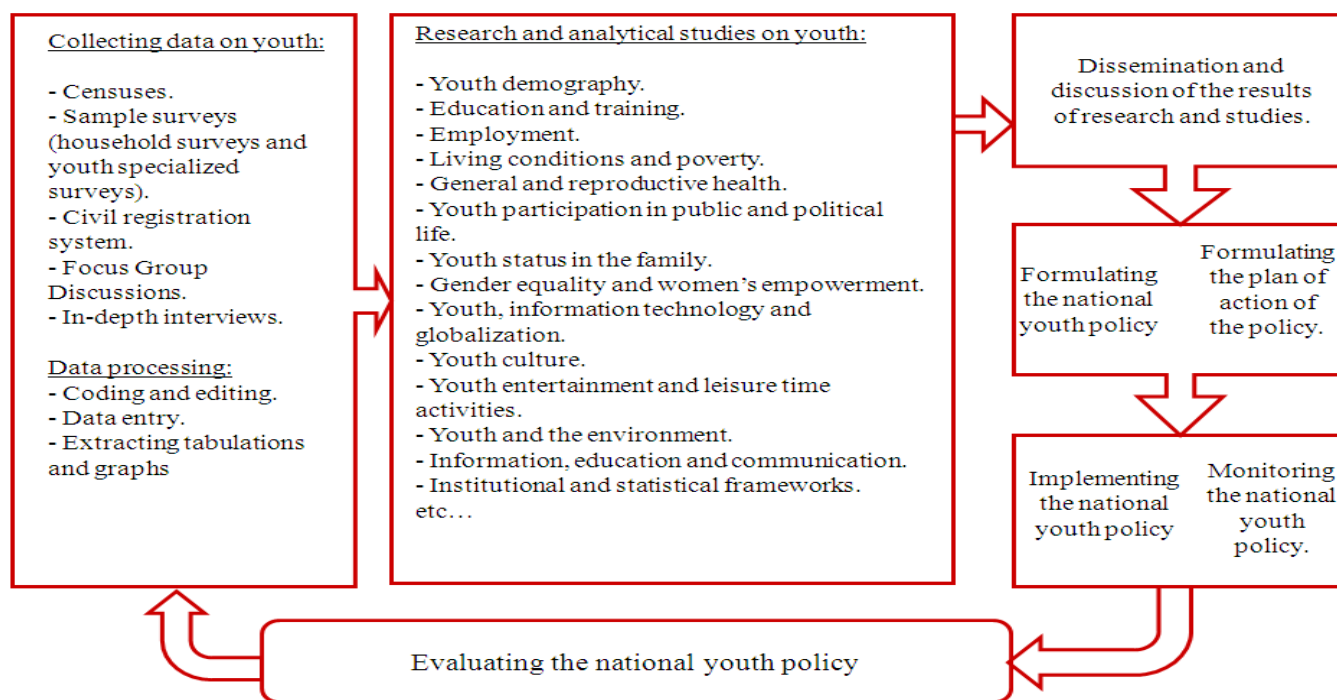 Collecting data on youth:
- Censuses.
- Sample surveys
(household surveys and
youth specialized
surveys).
- Civil registration
system.
- Focus Group
Discussions.
- In-depth interviews.
Data processing:
- Coding and editing.
- Data entry.
- Extracting tabulations
and graphs
Research and analytical studies on youth:
- Youth demography.
- Education and training.
- Employment.
- Living conditions and poverty.
- General and reproductive health.
- Youth participation in public and political
life.
- Youth status in the family.
- Gender equality and women’s empowerment.
- Youth, information technology and
globalization.
- Youth culture.
- Youth entertainment and leisure time
activities.
- Youth and the environment.
- Information, education and communication.
- Institutional and statistical frameworks.
etc…
Dissemination and
discussion of the results
of research and studies.
Formulating
the national
youth policy
Formulating
the plan of
action of
the policy.
Implementing
the national
youth policy
Monitoring
the national
youth
policy.
Evaluating the national youth policy